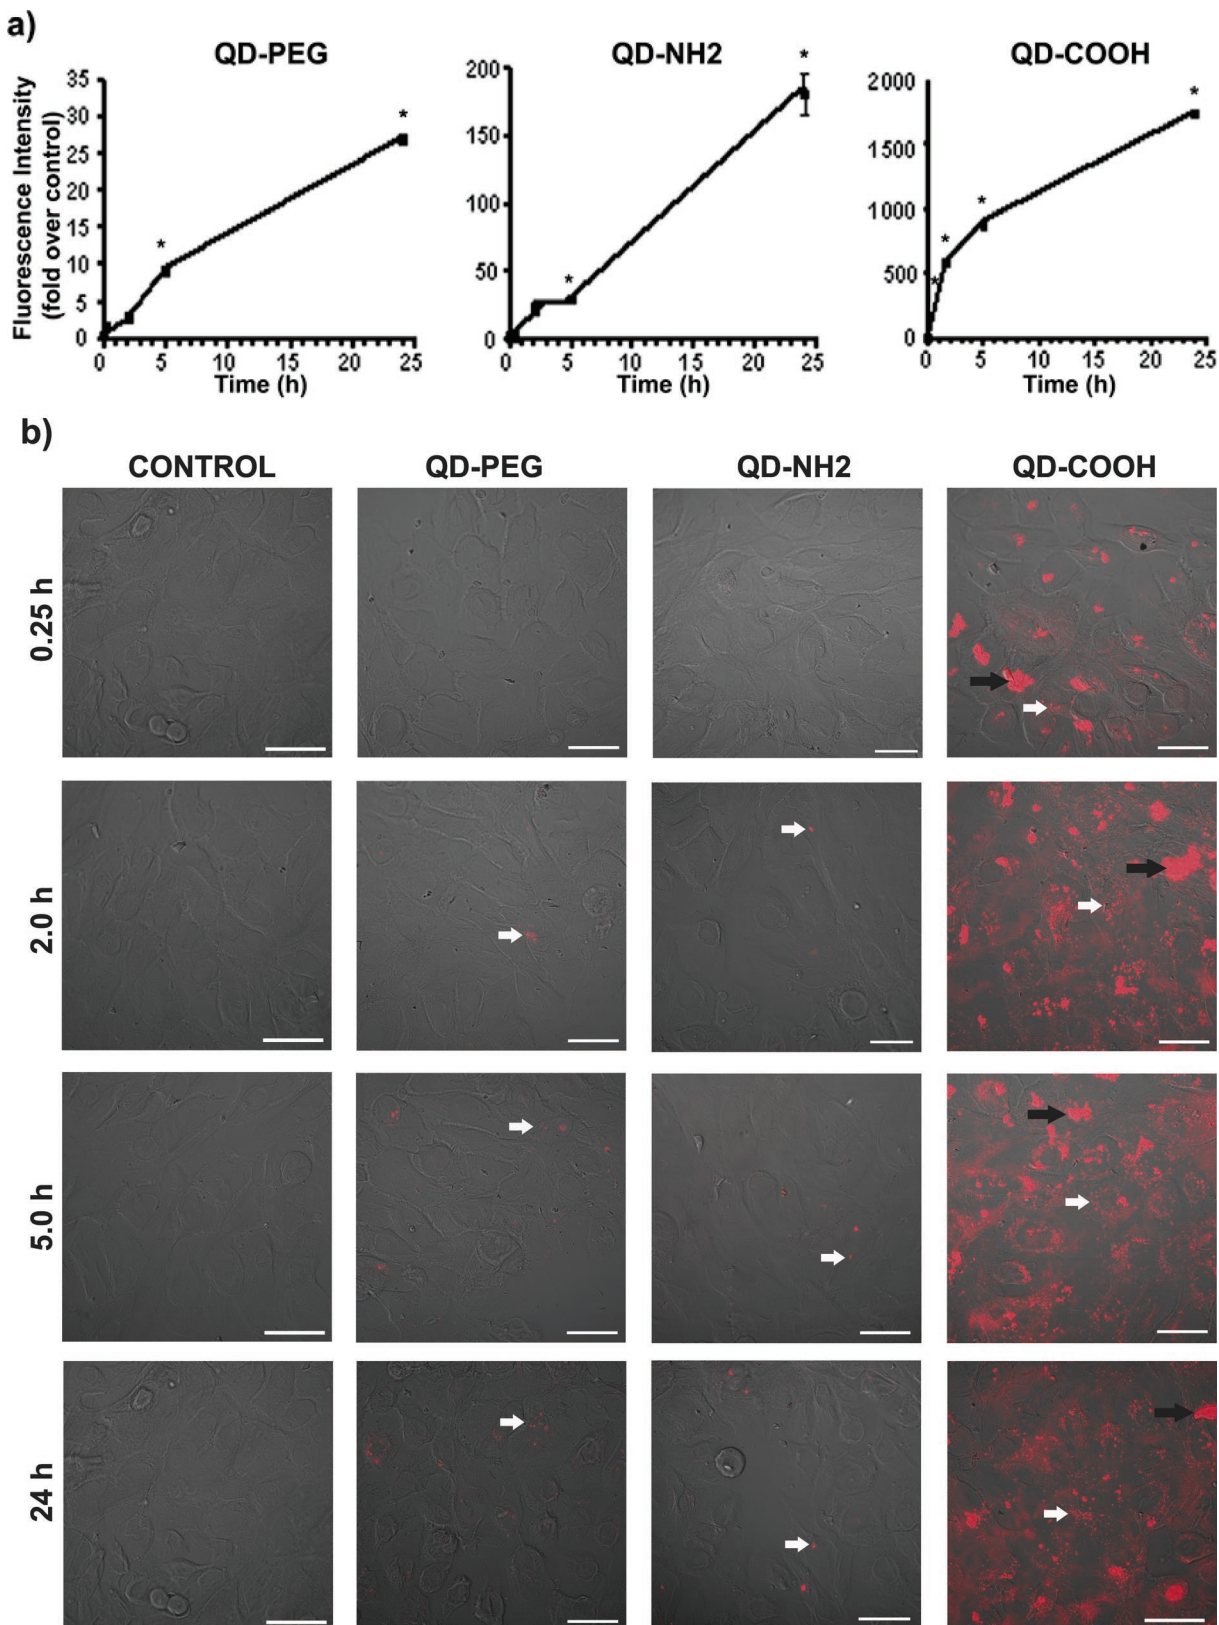 a)
QD-PEG QD-NH2 QD-COOH
Fluorescence Intensity
(fold over control)
35
30
25
20
15
10
5
0
0 5 10 15 20 25
Time (h)
*
*
200
150
100
50
0
0 5 10 15 20 25
Time (h)
*
*
2000
1500
1000
500
0
0 5 10 15 20 25
Time (h)
*
*
*
*
b)
CONTROL QD-PEG QD-NH2 QD-COOH
0.25 h
2.0 h
5.0 h
24 h